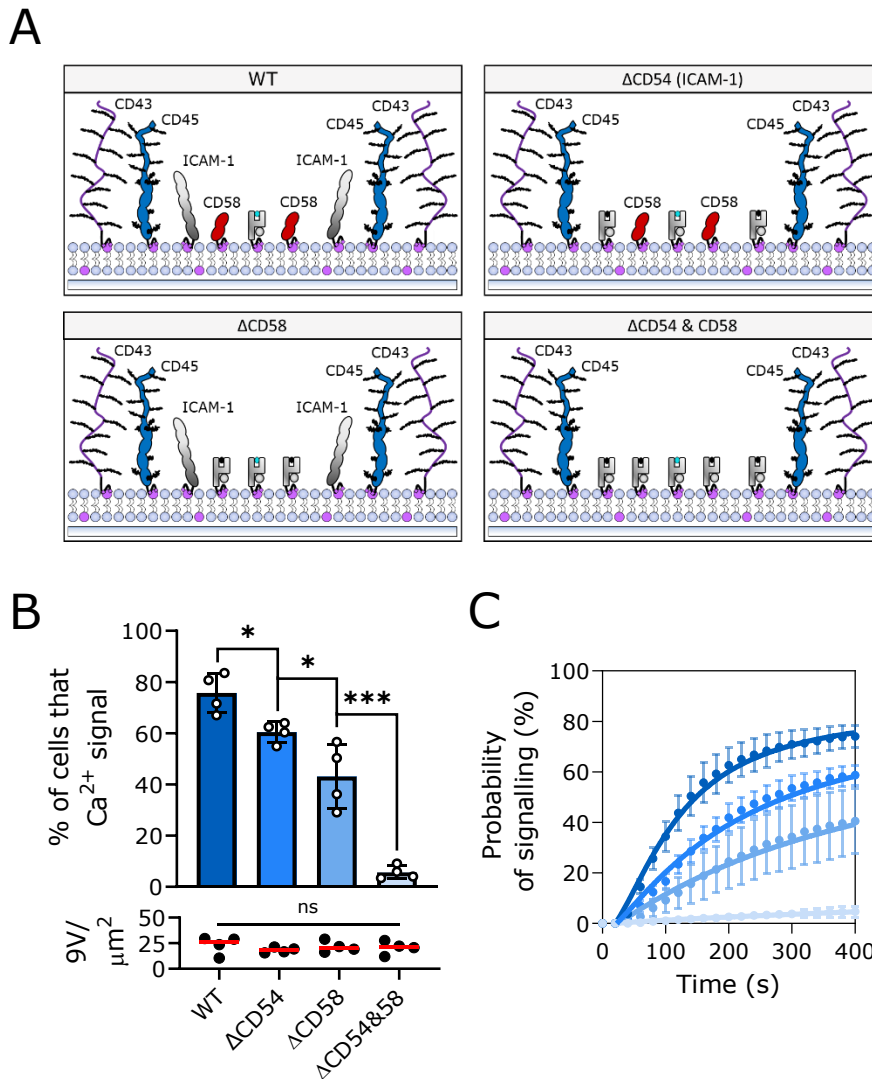 A
WT
CD43
CD45
ICAM-1
CD58
CD58
ICAM-1
CD45
CD43
ΔCD54 (ICAM-1)
CD43
CD45
CD58
CD58
CD45
CD43
ΔCD58
CD43
CD45
ICAM-1
ICAM-1
CD45
CD43
ΔCD54 & CD58
CD43
CD45
CD45
CD43
B
% of cells that
Ca²⁺ signal
100
80
60
40
20
0
*
*
***
9V/
μm²
50
25
0
ns
WT
ΔCD54
ΔCD58
ΔCD54&58
C
Probability
of signalling (%)
100
80
60
40
20
0
0
100
200
300
400
Time (s)